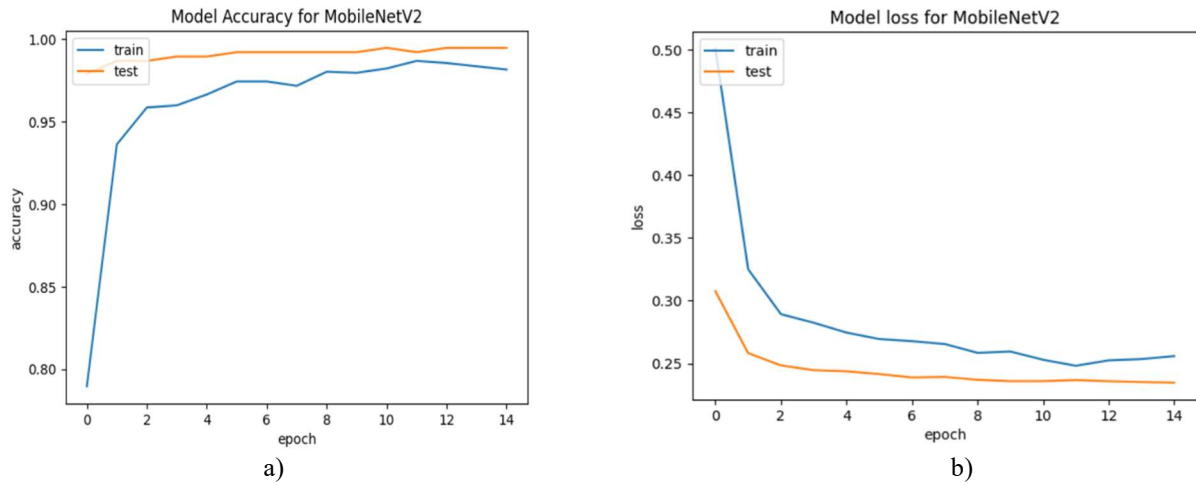 Model Accuracy for MobileNetV2
1.00
0.95
0.90
0.85
0.80
accuracy
train
test
0 2 4 6 8 10 12 14
epoch
a)
Model loss for MobileNetV2
0.50
0.45
0.40
0.35
0.30
0.25
loss
train
test
0 2 4 6 8 10 12 14
epoch
b)